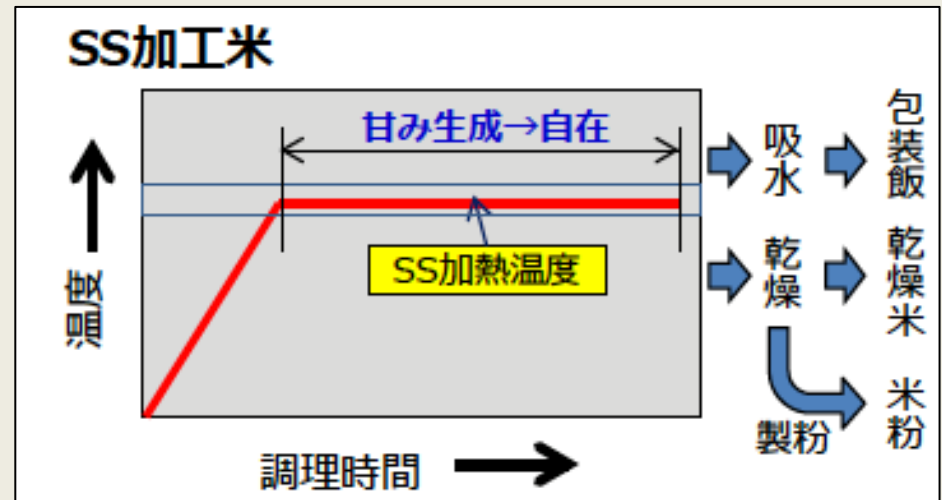 SS加工米
甘み生成→自在
SS加熱温度
温度
調理時間
吸水
包装飯
乾燥
乾燥米
製粉
米粉